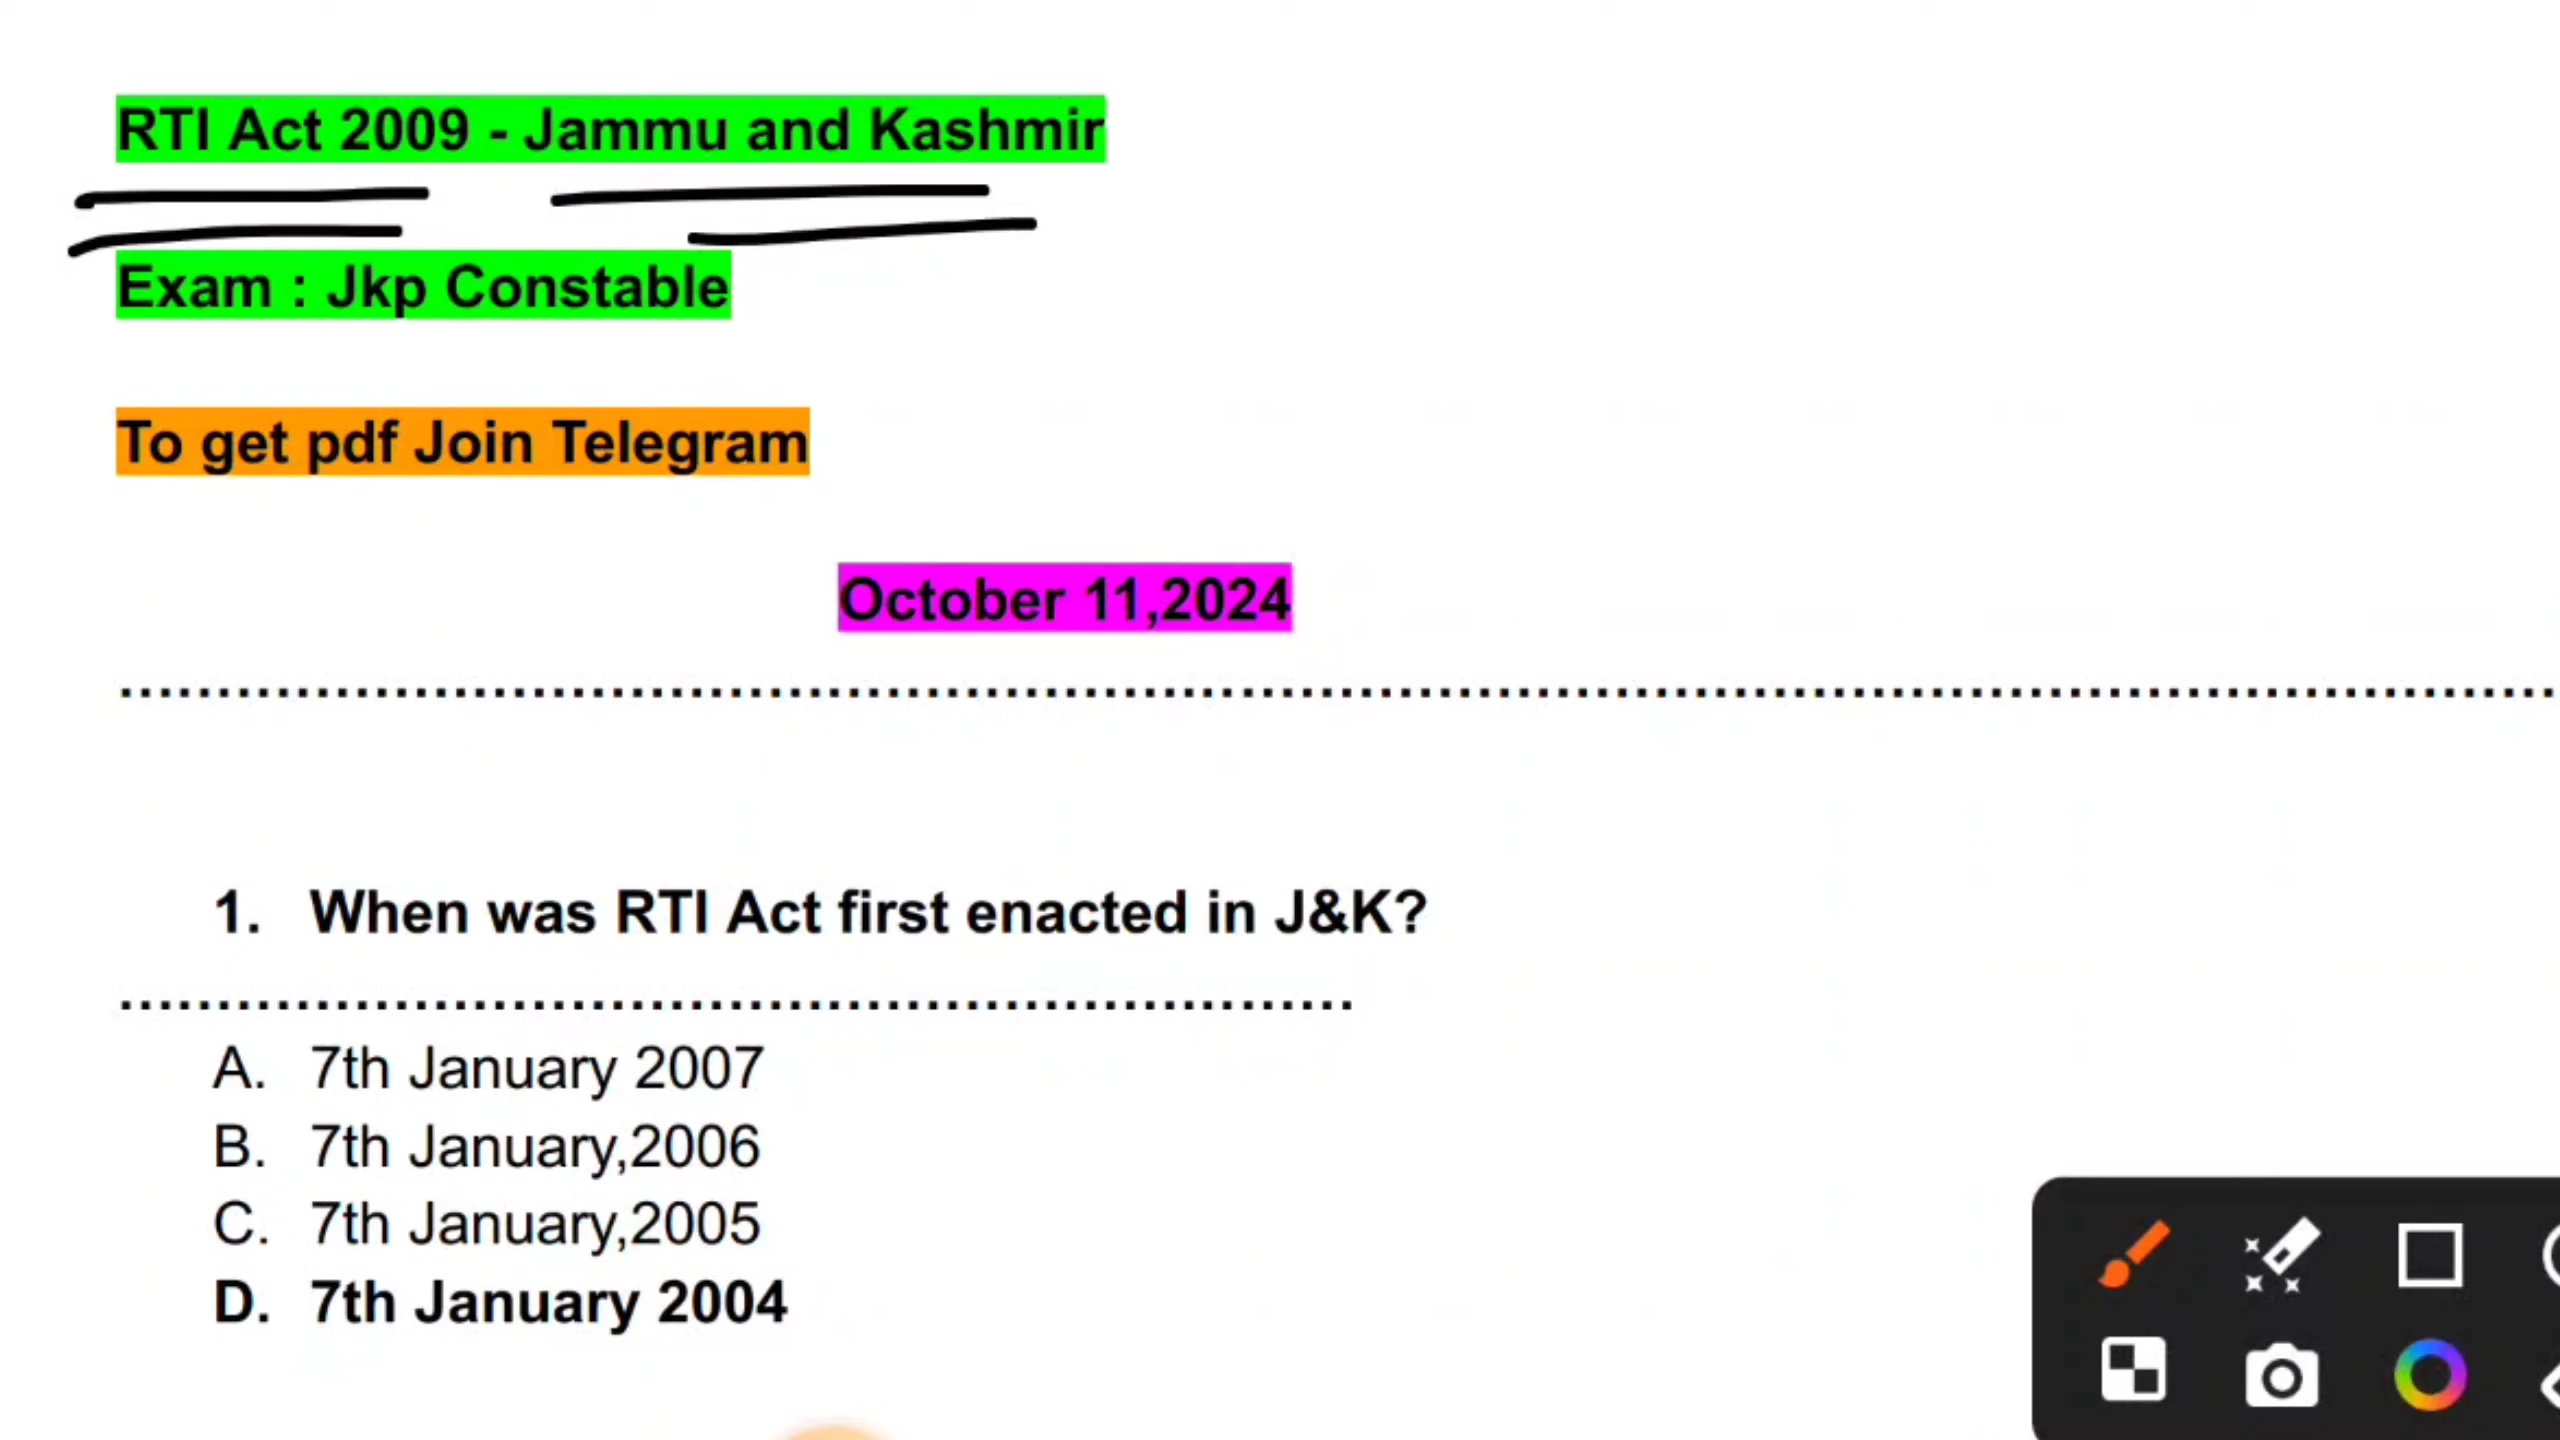 RTI Act 2009 - Jammu and Kashmir
Exam : Jkp Constable
To get pdf Join Telegram
October 11,2024
1. When was RTI Act first enacted in J&K?
A. 7th January 2007
B. 7th January,2006
C. 7th January,2005
D. 7th January 2004